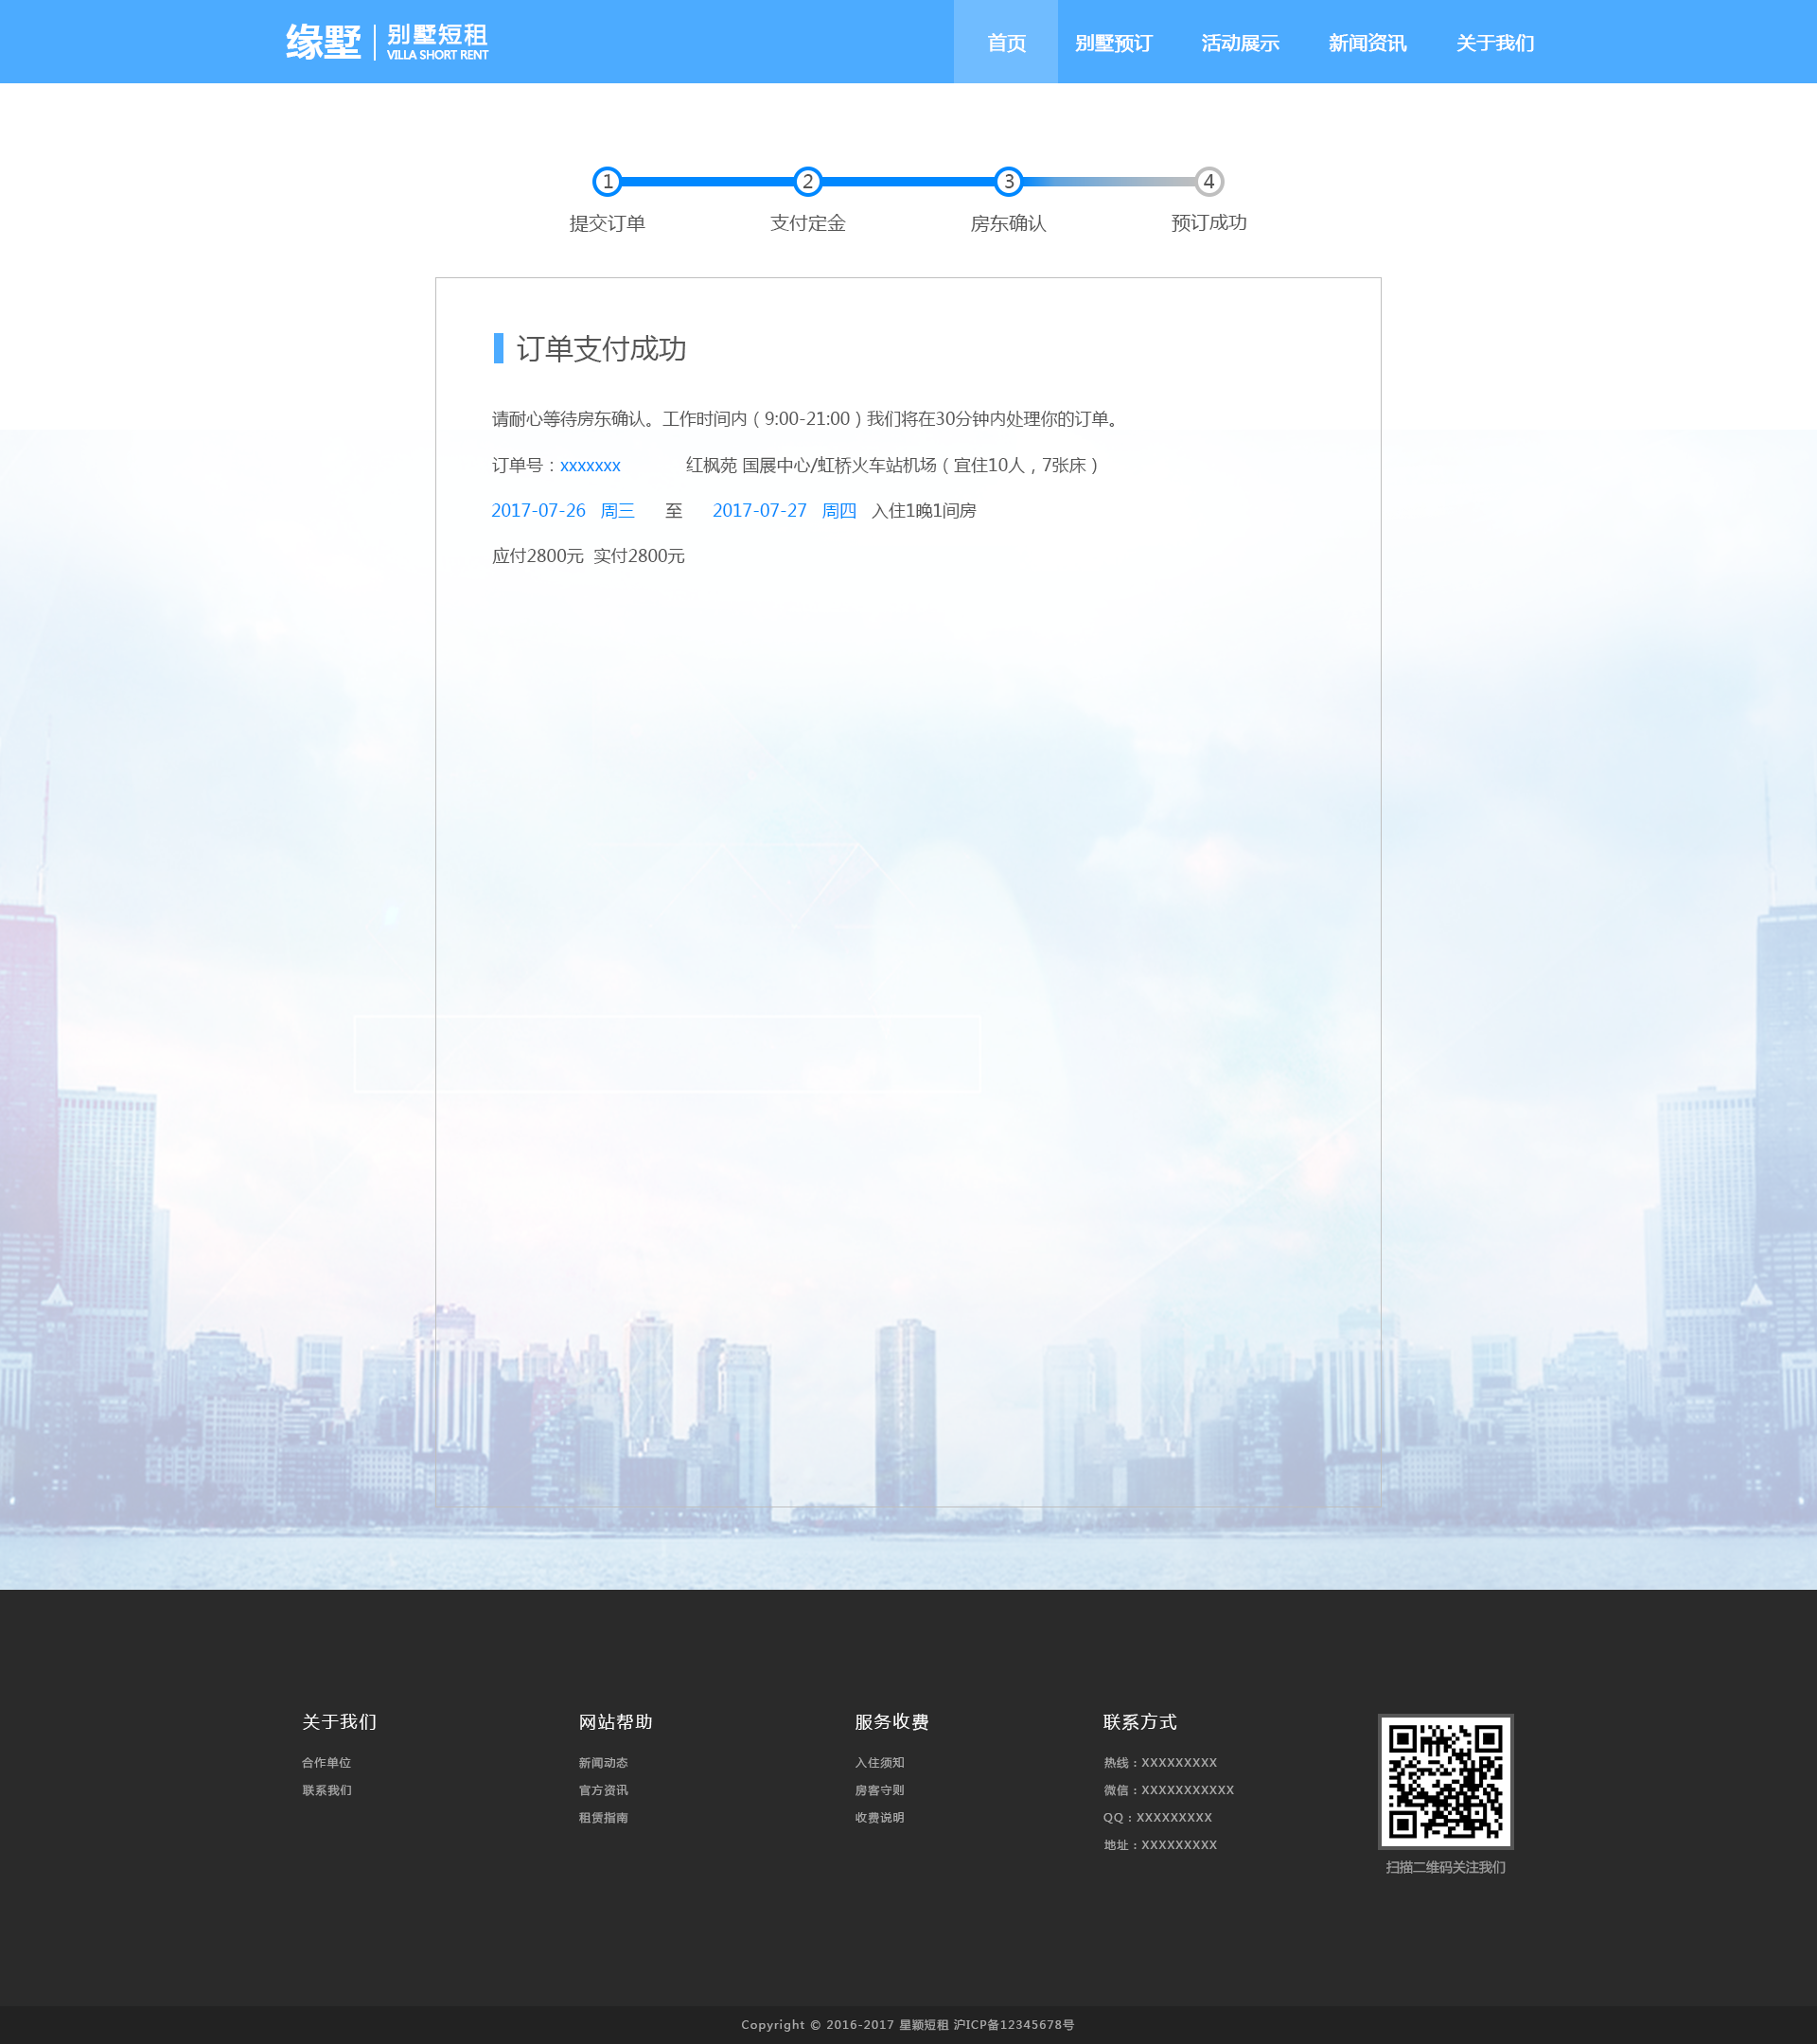 缘墅 别墅短租
VILLA SHORT RENT
首页 别墅预订 活动展示 新闻资讯 关于我们
1 2 3 4
提交订单 支付定金 房东确认 预订成功
订单支付成功
请耐心等待房东确认。工作时间内（9:00-21:00）我们将在30分钟内处理你的订单。
订单号：xxxxxxx 红枫苑 国展中心/虹桥火车站机场（宜住10人，7张床）
2017-07-26 周三 至 2017-07-27 周四 入住1晚1间房
应付2800元 实付2800元
关于我们
合作单位
联系我们
网站帮助
新闻动态
官方资讯
租赁指南
服务收费
入住须知
房客守则
收费说明
联系方式
热线：XXXXXXXXX
微信：XXXXXXXXXXX
QQ：XXXXXXXXX
地址：XXXXXXXXX
扫描二维码关注我们
Copyright © 2016-2017 星颖短租 沪ICP备12345678号